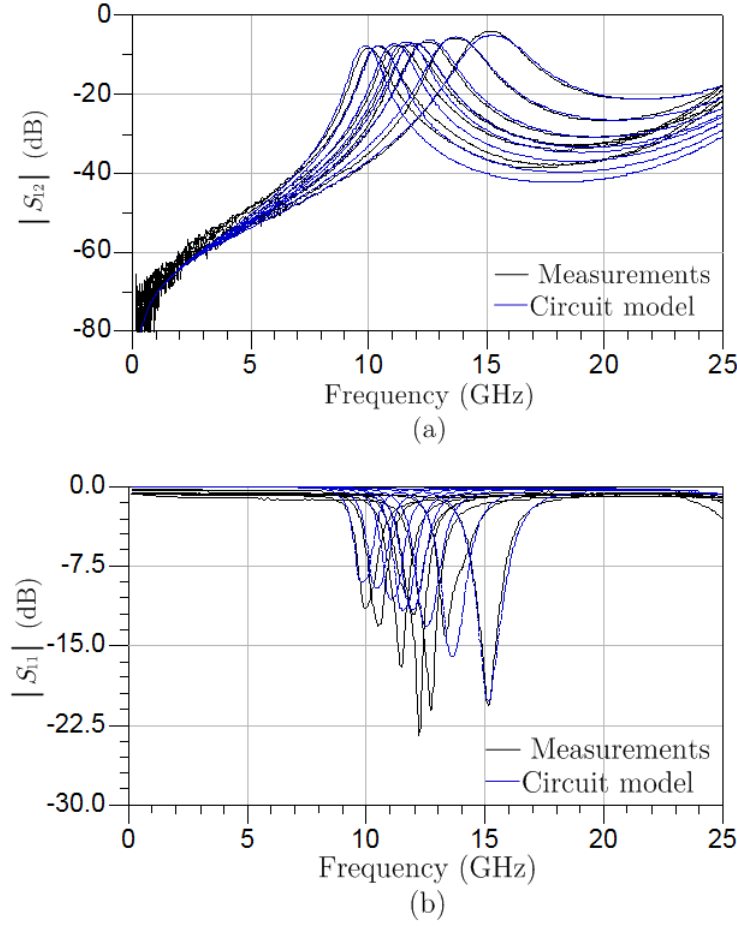 0
-20
-40
-60
-80
|S12| (dB)
Measurements
Circuit model
0 5 10 15 20 25
Frequency (GHz)
(a)
0.0
-7.5
-15.0
-22.5
-30.0
|S11| (dB)
Measurements
Circuit model
0 5 10 15 20 25
Frequency (GHz)
(b)